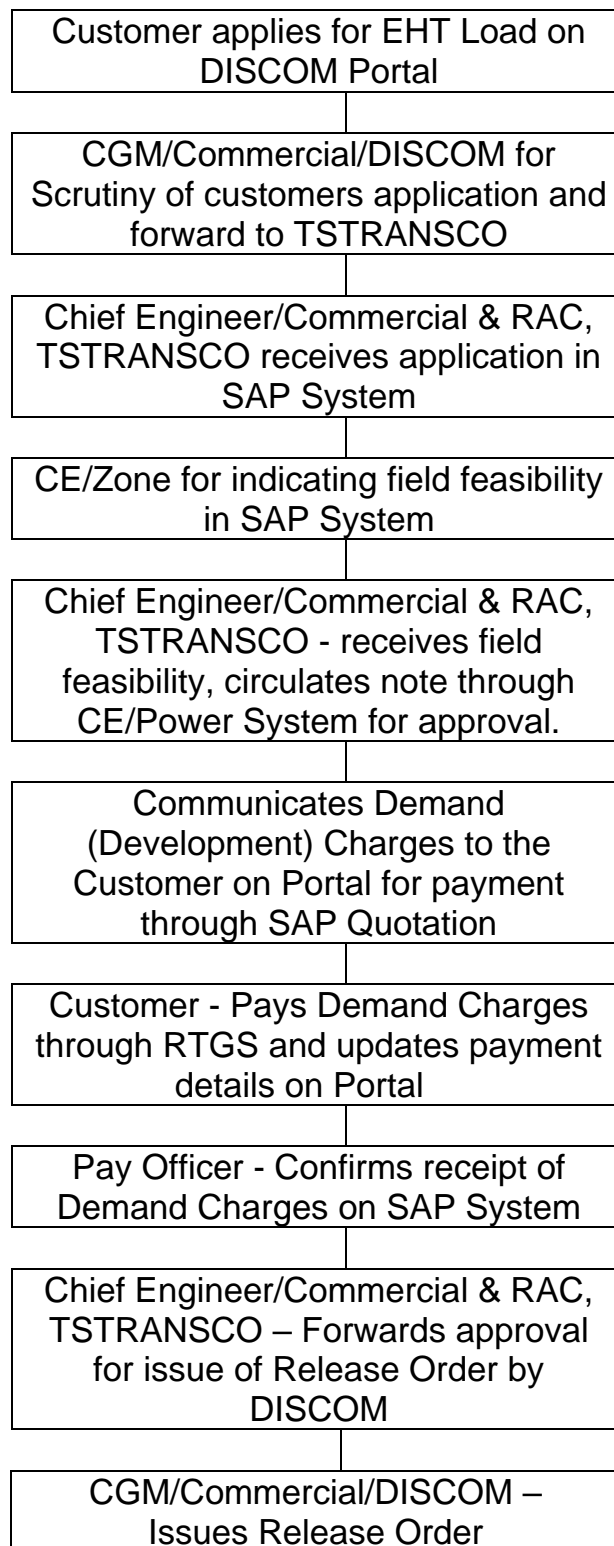 Customer applies for EHT Load on
DISCOM Portal
CGM/Commercial/DISCOM for
Scrutiny of customers application and
forward to TSTRANSCO
Chief Engineer/Commercial & RAC,
TSTRANSCO receives application in
SAP System
CE/Zone for indicating field feasibility
in SAP System
Chief Engineer/Commercial & RAC,
TSTRANSCO - receives field
feasibility, circulates note through
CE/Power System for approval.
Communicates Demand
(Development) Charges to the
Customer on Portal for payment
through SAP Quotation
Customer - Pays Demand Charges
through RTGS and updates payment
details on Portal
Pay Officer - Confirms receipt of
Demand Charges on SAP System
Chief Engineer/Commercial & RAC,
TSTRANSCO – Forwards approval
for issue of Release Order by
DISCOM
CGM/Commercial/DISCOM –
Issues Release Order